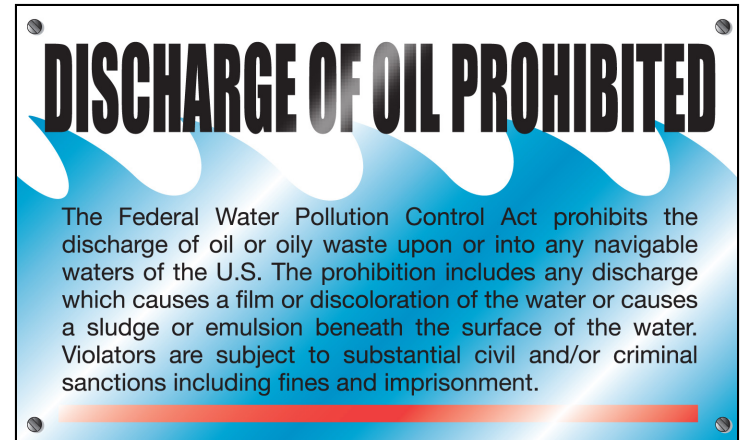 DISCHARGE OF OIL PROHIBITED
The Federal Water Pollution Control Act prohibits the
discharge of oil or oily waste upon or into any navigable
waters of the U.S. The prohibition includes any discharge
which causes a film or discoloration of the water or causes
a sludge or emulsion beneath the surface of the water.
Violators are subject to substantial civil and/or criminal
sanctions including fines and imprisonment.